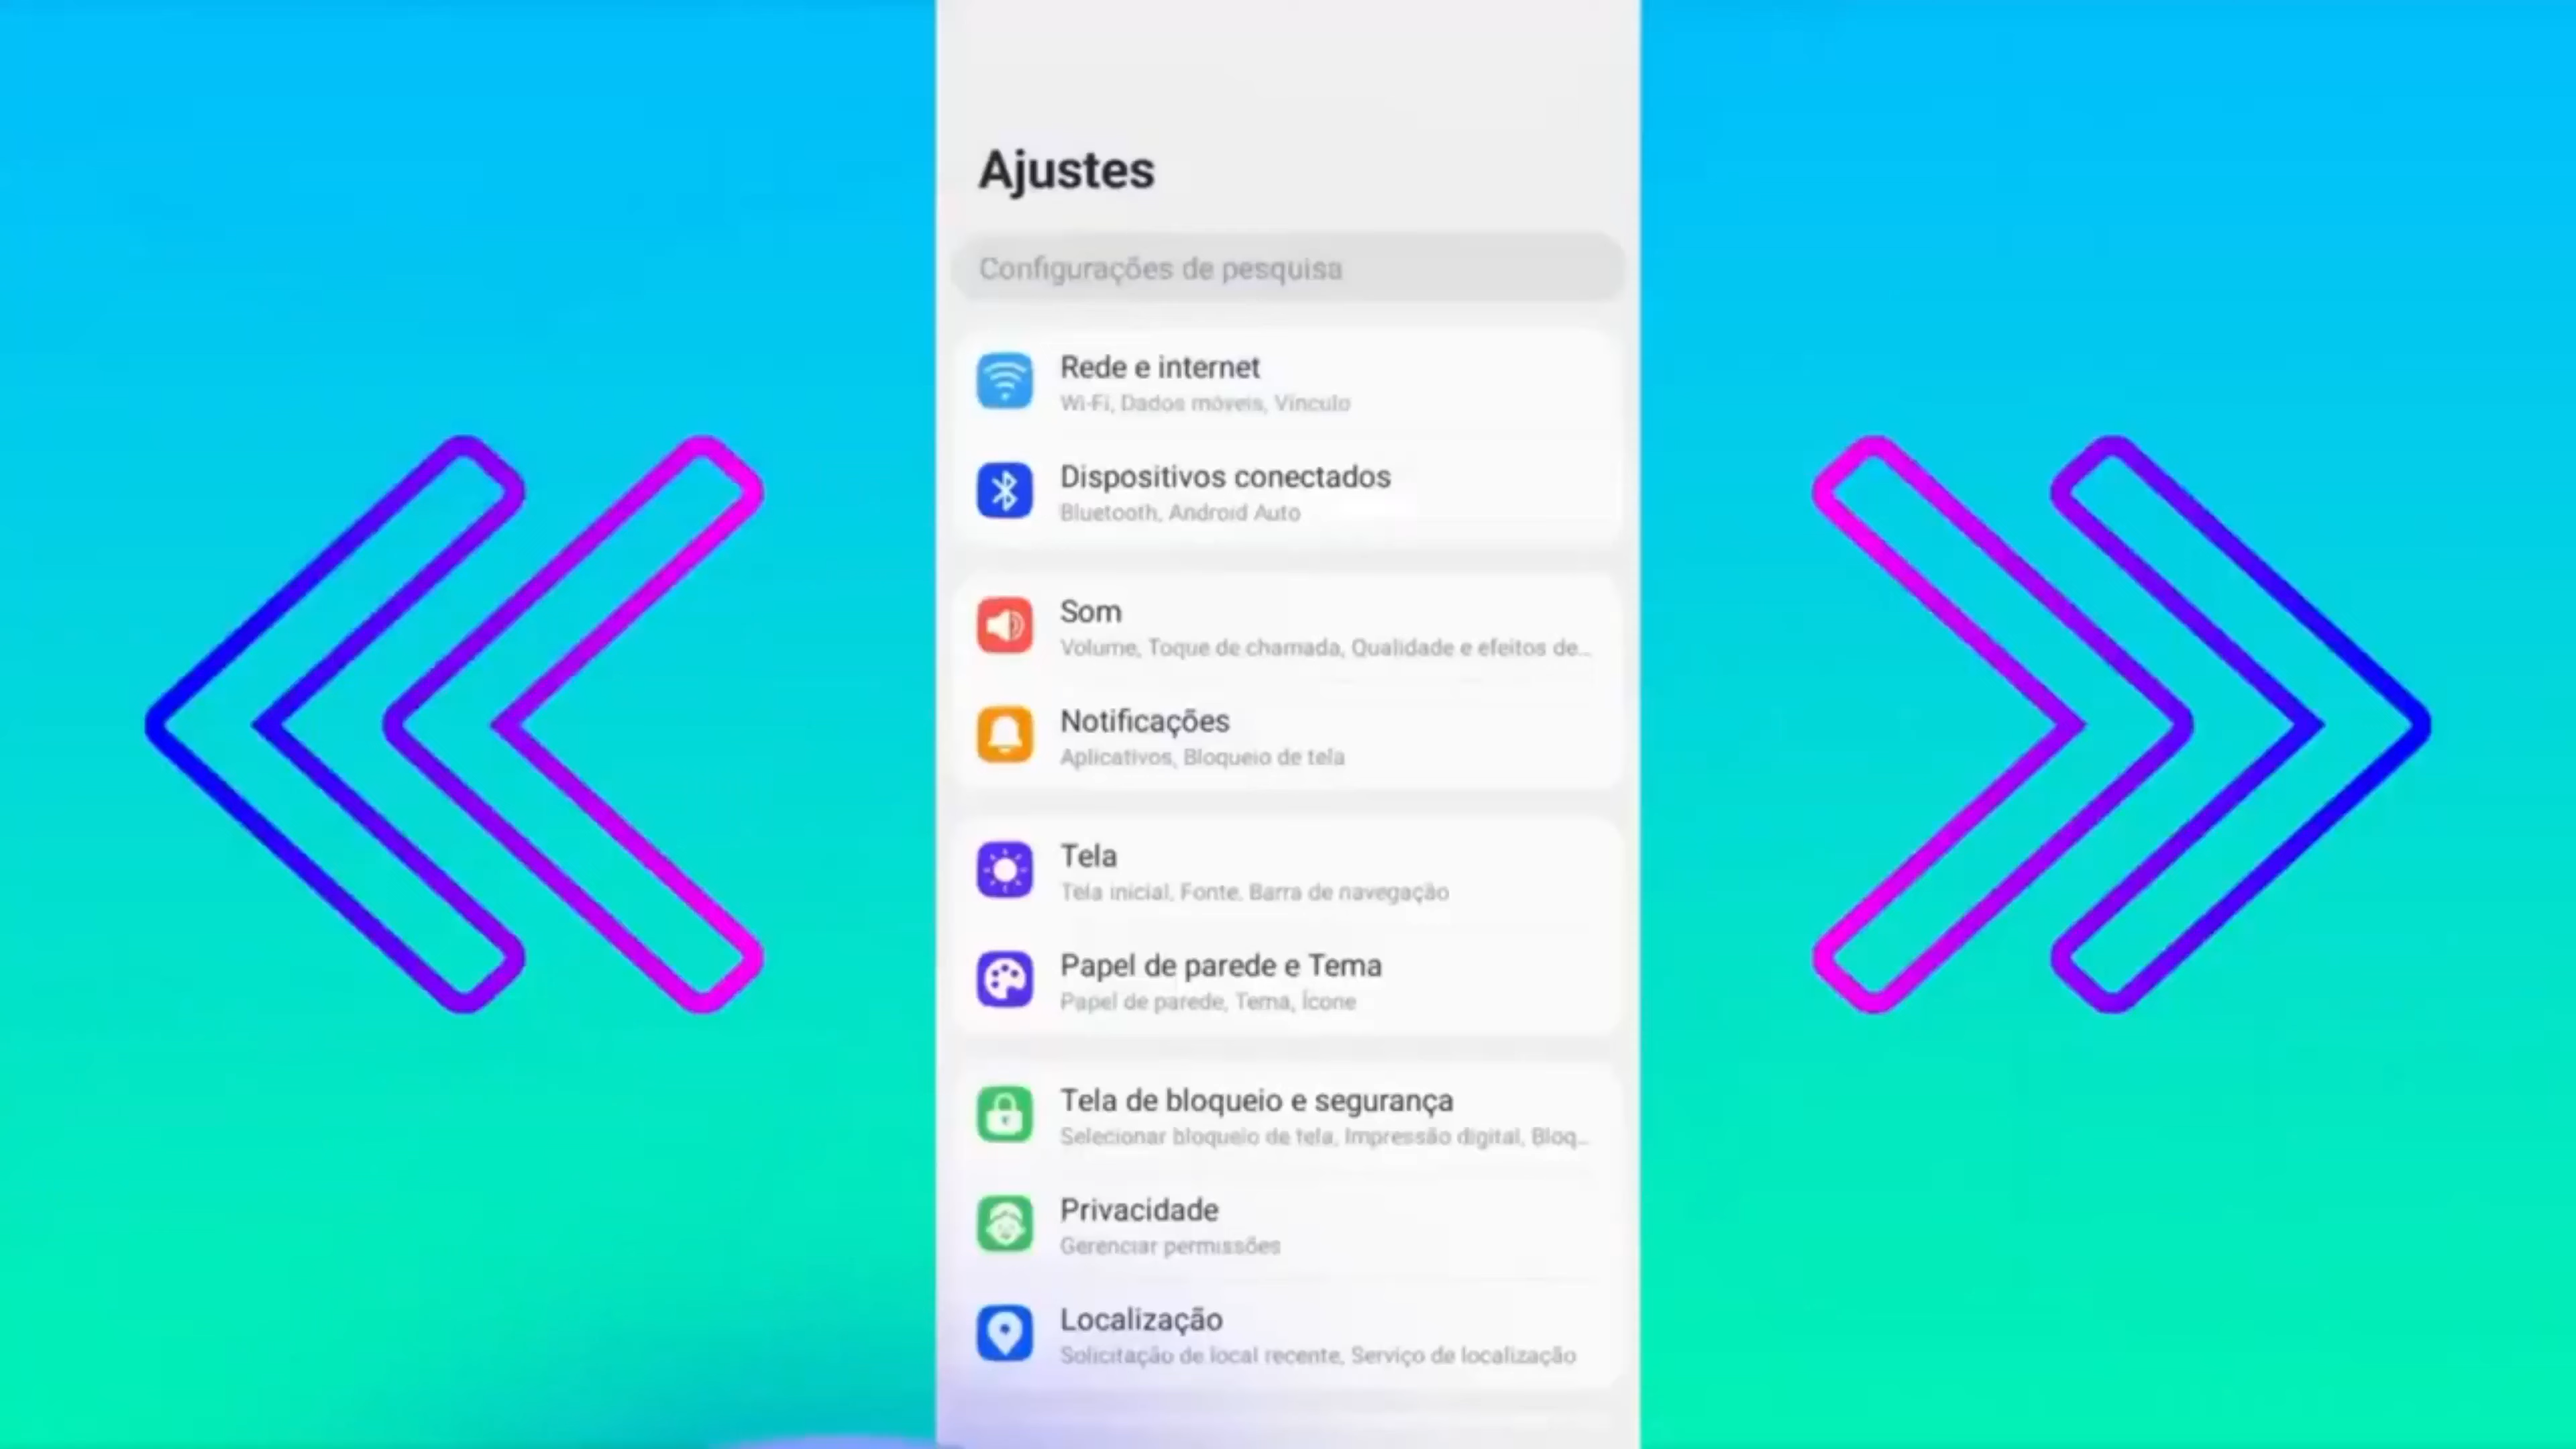 Ajustes
Configurações de pesquisa
Rede e internet
Wi-Fi, Dados móveis, Vínculo
Dispositivos conectados
Bluetooth, Android Auto
Som
Volume, Toque de chamada, Qualidade e efeitos de...
Notificações
Aplicativos, Bloqueio de tela
Tela
Tela inicial, Fonte, Barra de navegação
Papel de parede e Tema
Papel de parede, Tema, Ícone
Tela de bloqueio e segurança
Selecionar bloqueio de tela, Impressão digital, Bloq...
Privacidade
Gerenciar permissões
Localização
Solicitação de local recente, Serviço de localização